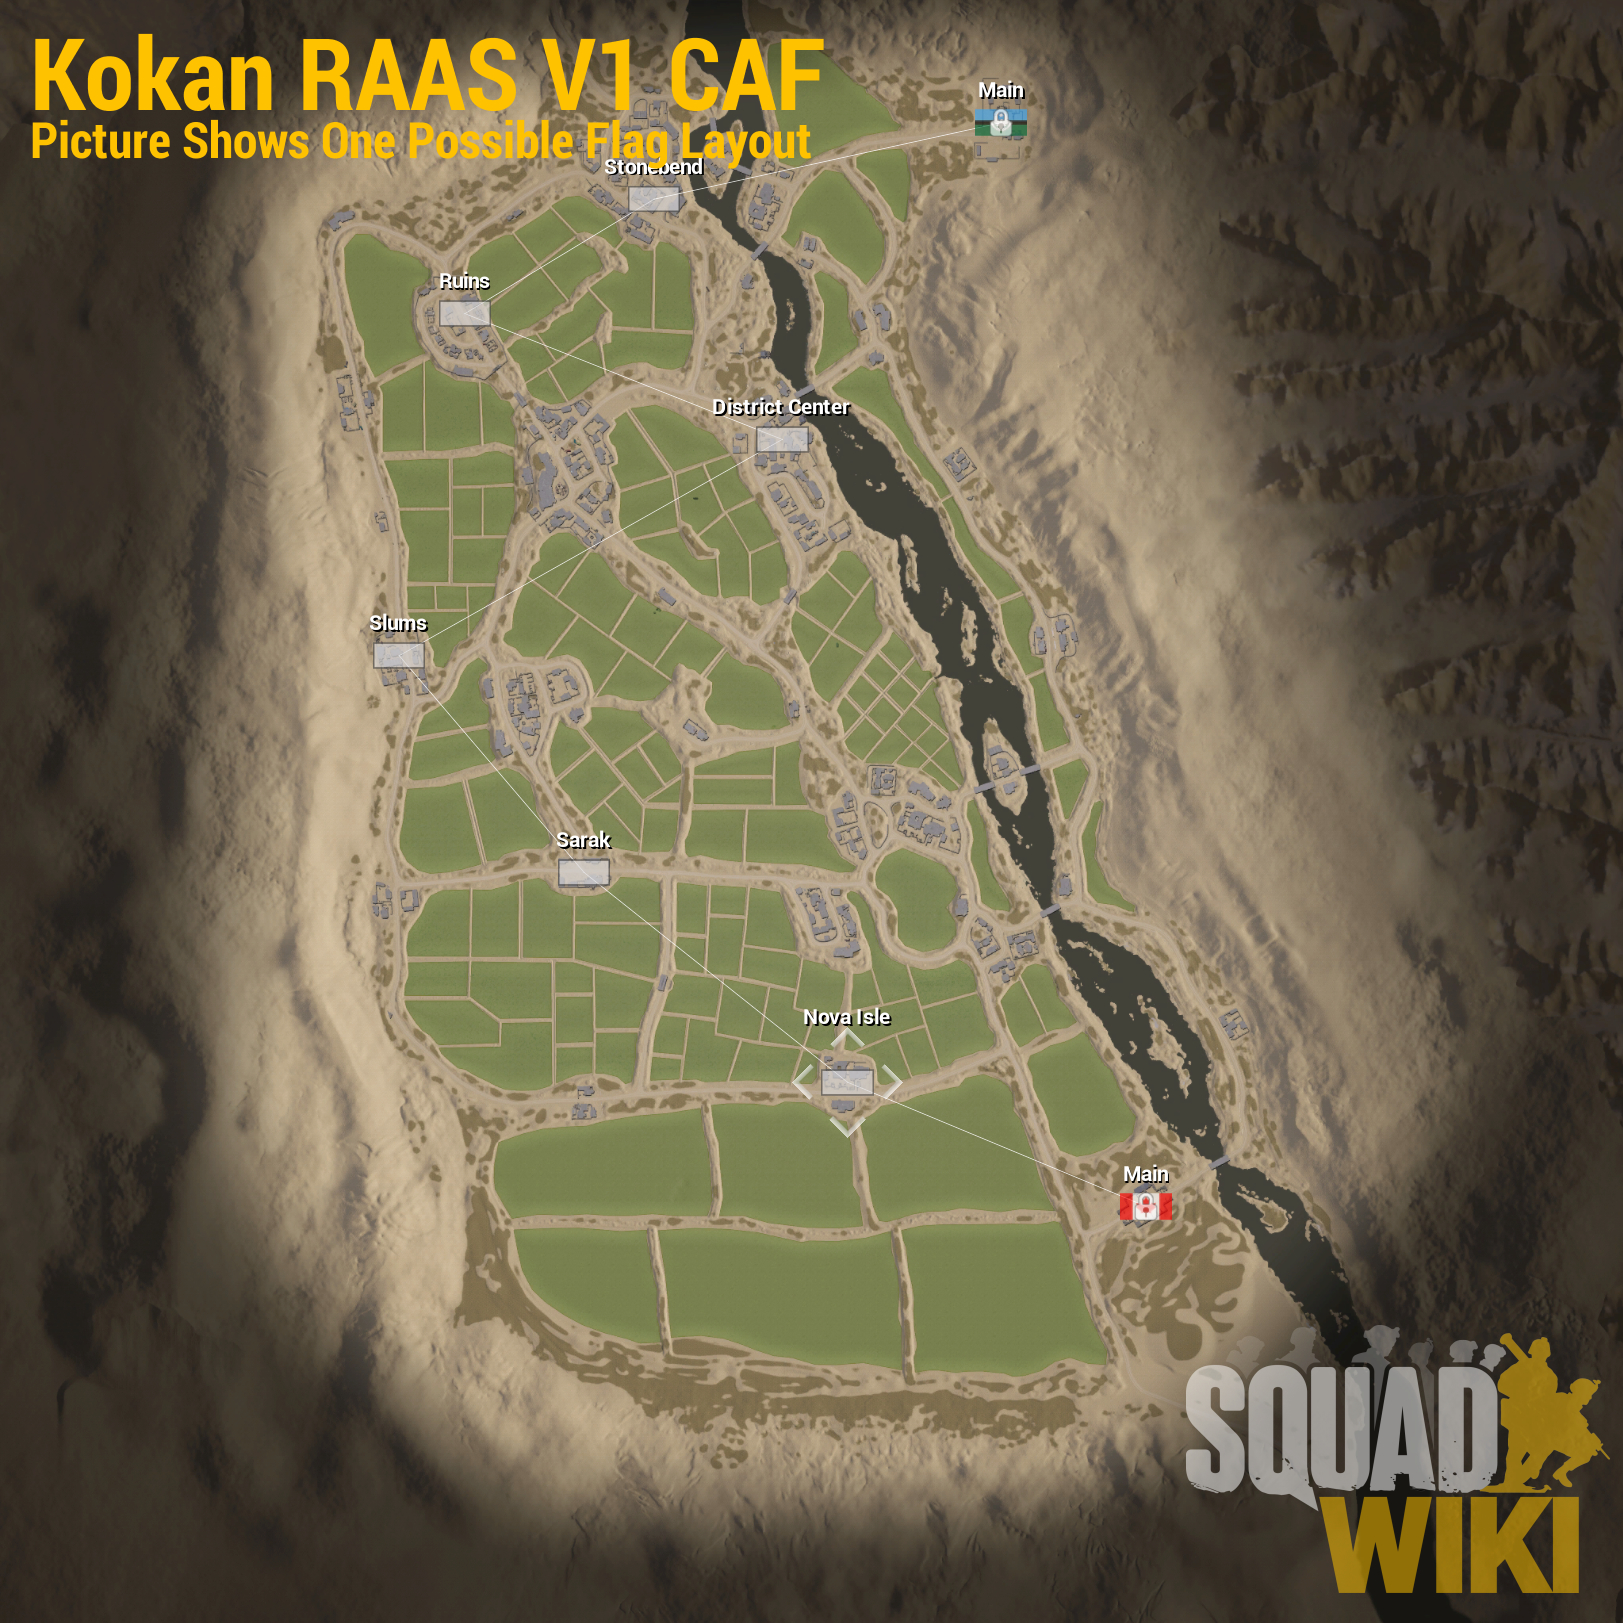 Kokan RAAS V1 CAF
Picture Shows One Possible Flag Layout
Main
Stonebend
Ruins
District Center
Slums
Sarak
Nova Isle
Main
SQUAD
WIKI